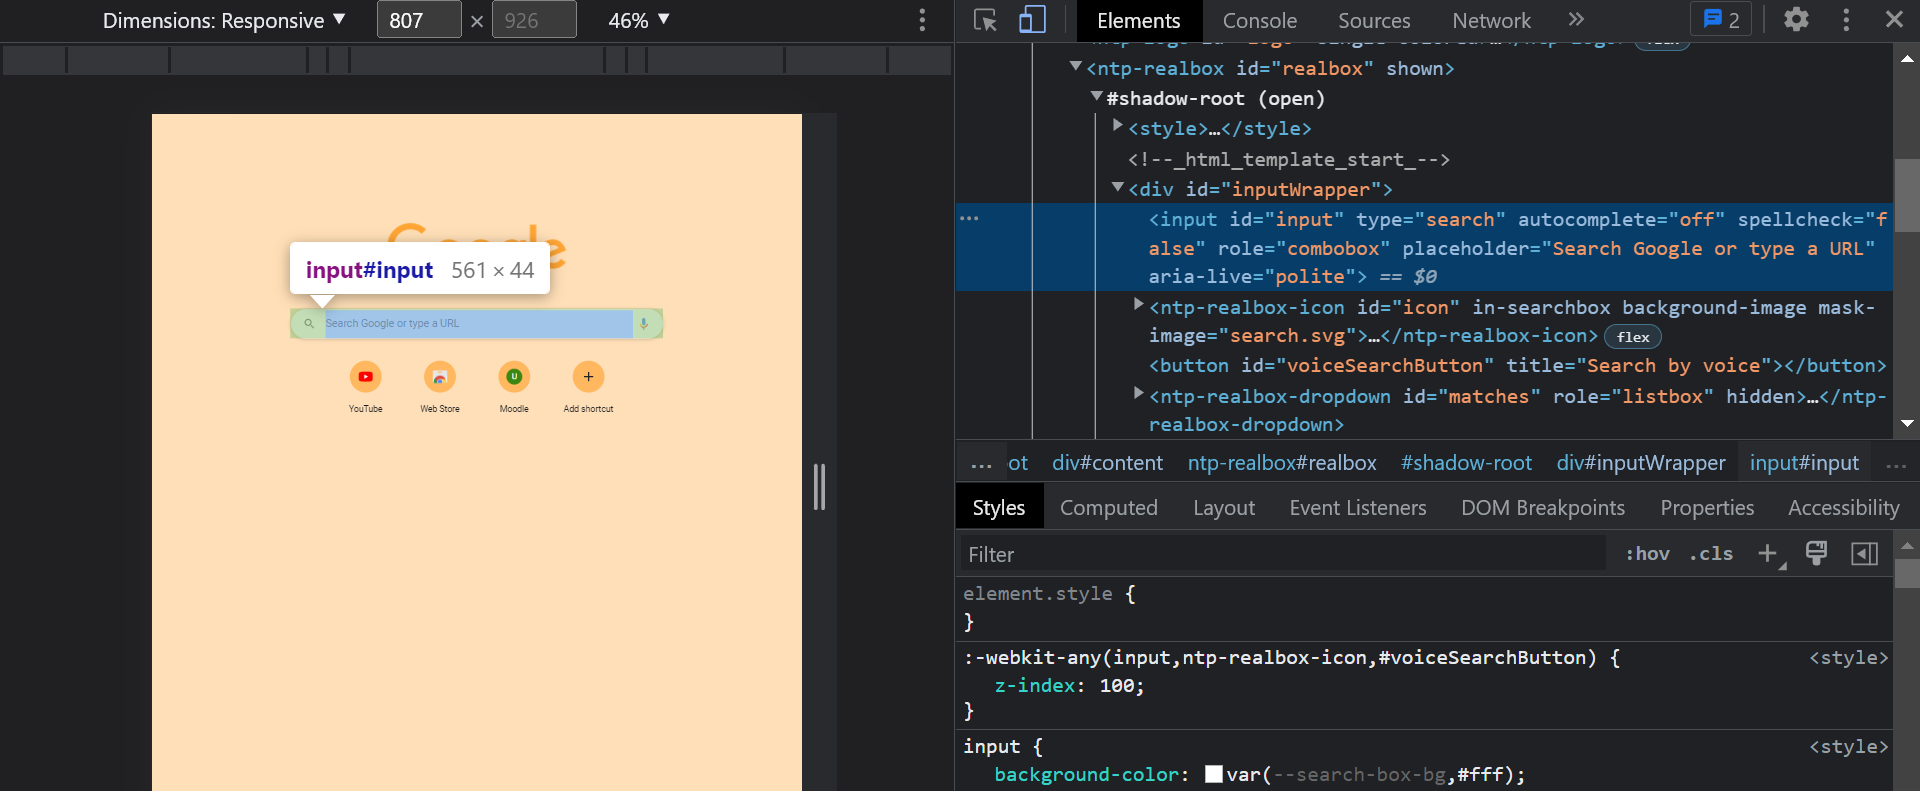 Dimensions: Responsive ▼ 807 × 926 46% ▼
Elements Console Sources Network » 2
<ntp-realbox id="realbox" shown>
#shadow-root (open)
<style>…</style>
<!--_html_template_start_-->
<div id="inputWrapper">
<input id="input" type="search" autocomplete="off" spellcheck="f
alse" role="combobox" placeholder="Search Google or type a URL"
aria-live="polite"> == $0
<ntp-realbox-icon id="icon" in-searchbox background-image mask-
image="search.svg">…</ntp-realbox-icon> flex
<button id="voiceSearchButton" title="Search by voice"></button>
<ntp-realbox-dropdown id="matches" role="listbox" hidden>…</ntp-
realbox-dropdown>
... ot div#content ntp-realbox#realbox #shadow-root div#inputWrapper input#input ...
Styles Computed Layout Event Listeners DOM Breakpoints Properties Accessibility
Filter :hov .cls +
element.style {
}
:-webkit-any(input,ntp-realbox-icon,#voiceSearchButton) { <style>
z-index: 100;
}
input { <style>
background-color: var(--search-box-bg,#fff);
Google
input#input 561 × 44
Search Google or type a URL
U
YouTube Web Store Moodle Add shortcut